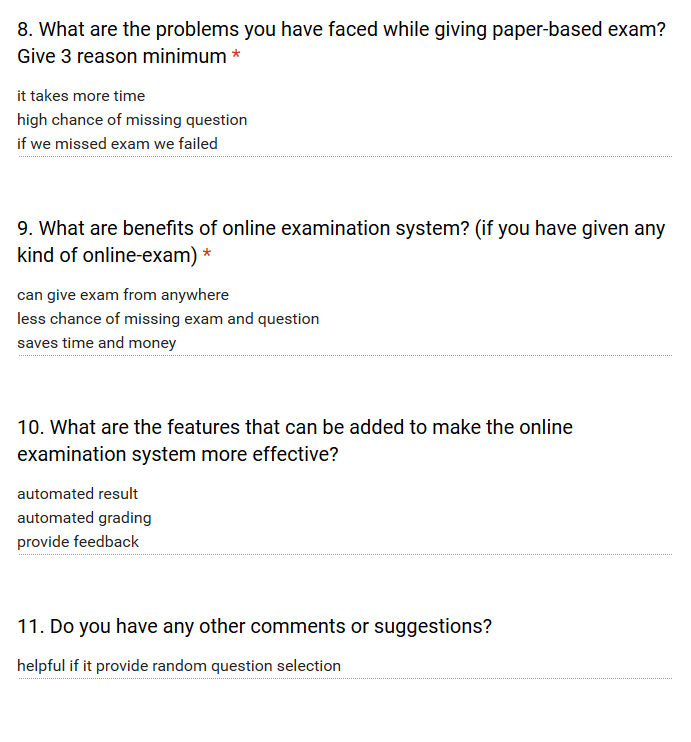 8. What are the problems you have faced while giving paper-based exam?
Give 3 reason minimum *
it takes more time
high chance of missing question
if we missed exam we failed
9. What are benefits of online examination system? (if you have given any
kind of online-exam) *
can give exam from anywhere
less chance of missing exam and question
saves time and money
10. What are the features that can be added to make the online
examination system more effective?
automated result
automated grading
provide feedback
11. Do you have any other comments or suggestions?
helpful if it provide random question selection